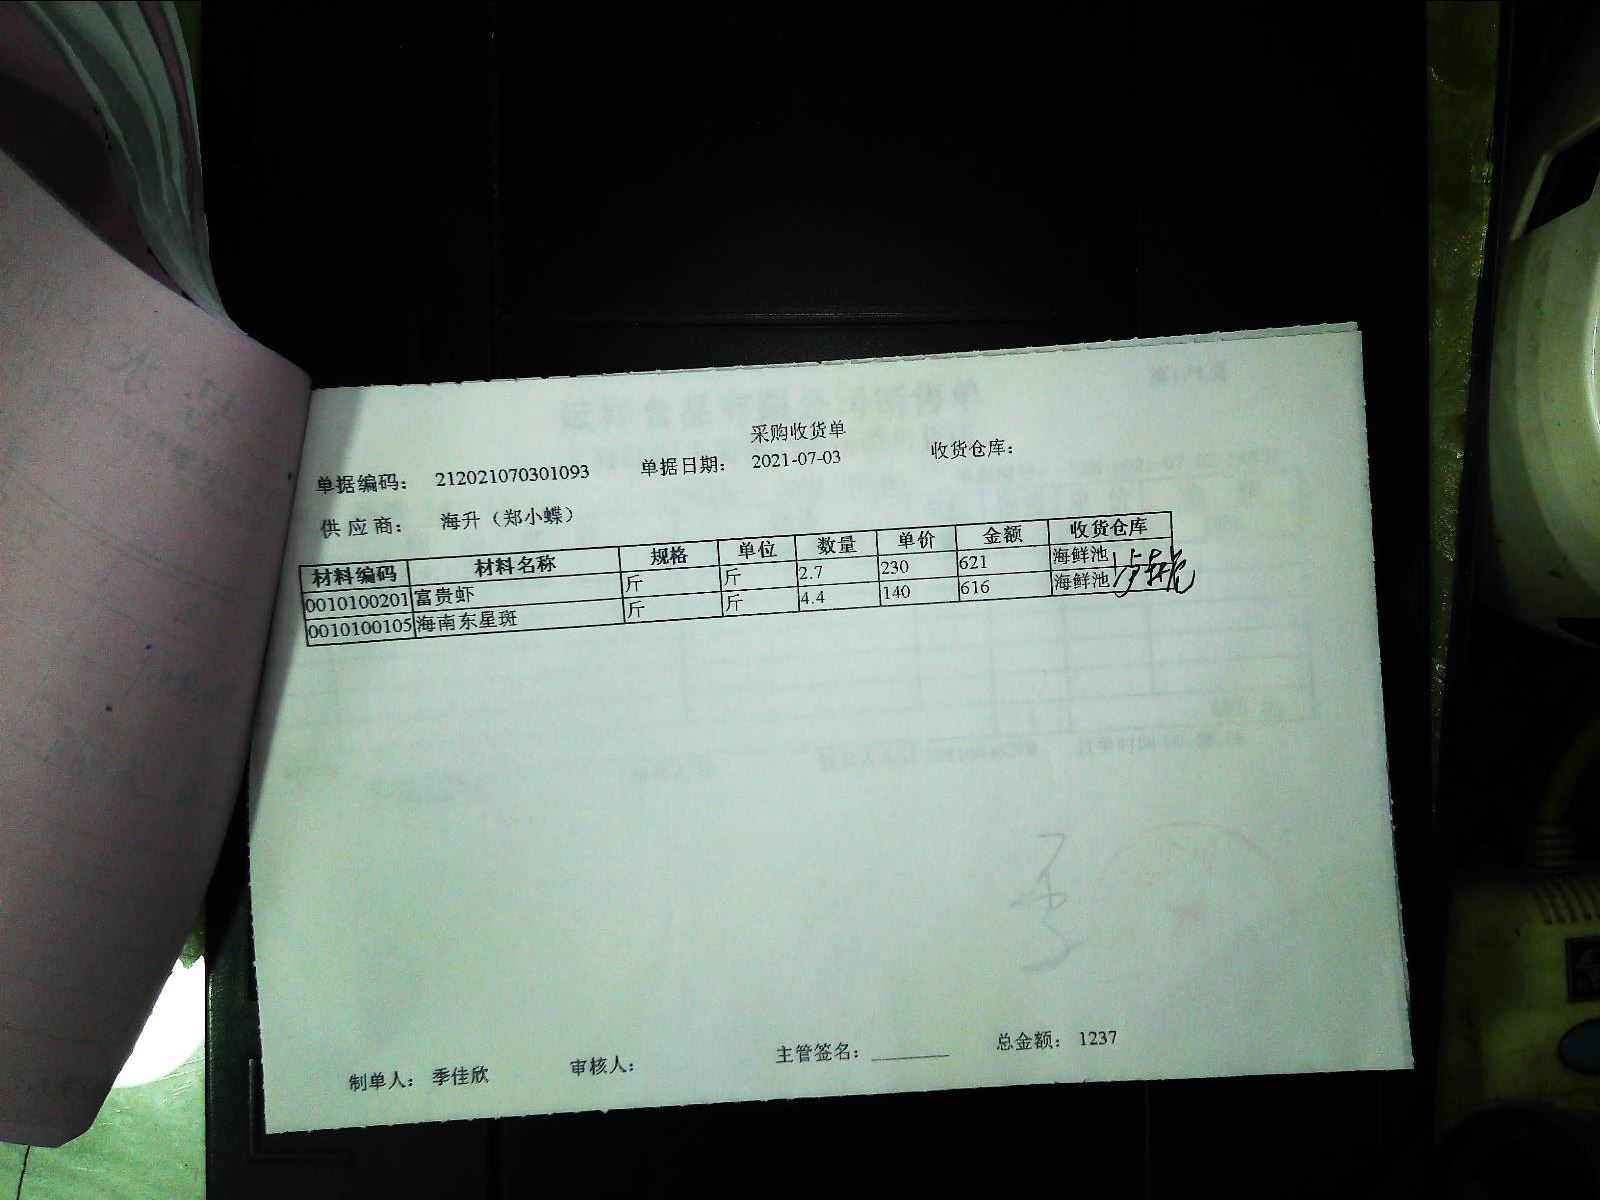 采购收货单
单据编码： 212021070301093 单据日期： 2021-07-03 收货仓库：
供应商： 海升（郑小蝶）
材料编码 材料名称 规格 单位 数量 单价 金额 收货仓库
0010100201 富贵虾 斤 斤 2.7 230 621 海鲜池
0010100105 海南东星斑 斤 斤 4.4 140 616 海鲜池
制单人： 季佳欣 审核人： 主管签名： 总金额： 1237